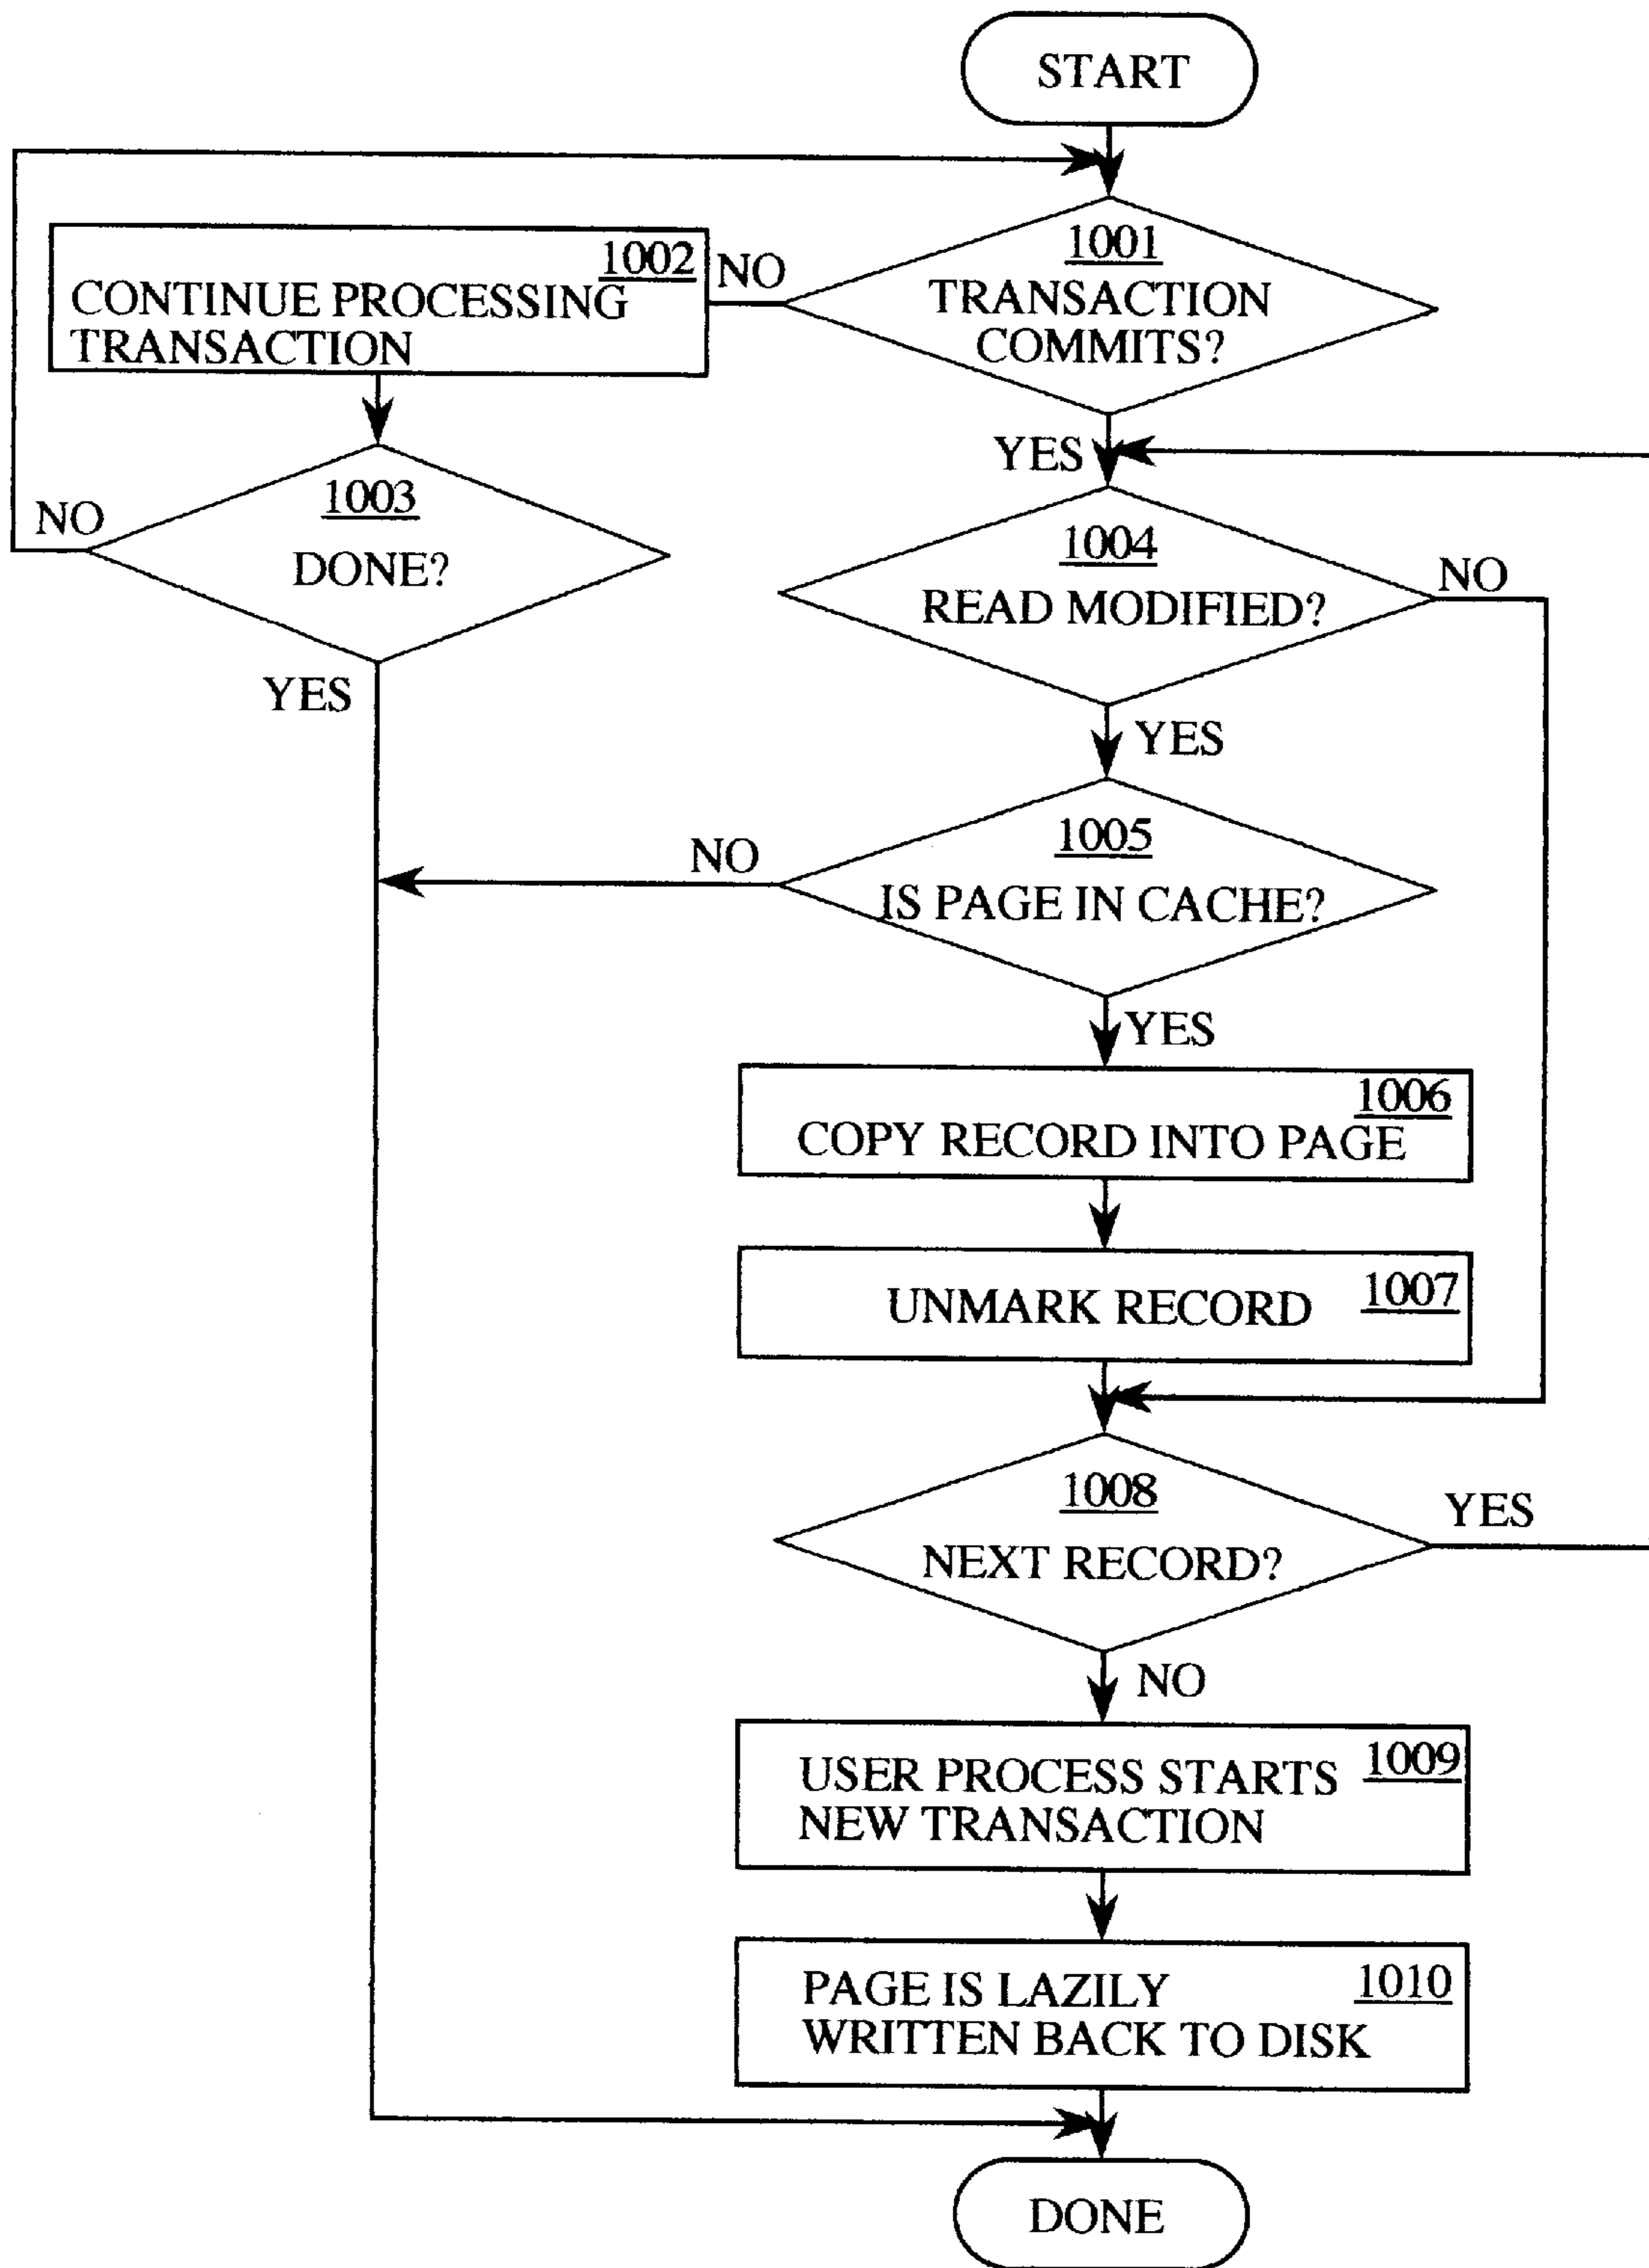 START
1001
TRANSACTION
COMMITS?
NO
1002
CONTINUE PROCESSING
TRANSACTION
YES
1003
DONE?
NO
YES
1004
READ MODIFIED?
NO
YES
1005
IS PAGE IN CACHE?
NO
YES
1006
COPY RECORD INTO PAGE
UNMARK RECORD 1007
1008
NEXT RECORD?
YES
NO
1009
USER PROCESS STARTS
NEW TRANSACTION
1010
PAGE IS LAZILY
WRITTEN BACK TO DISK
DONE